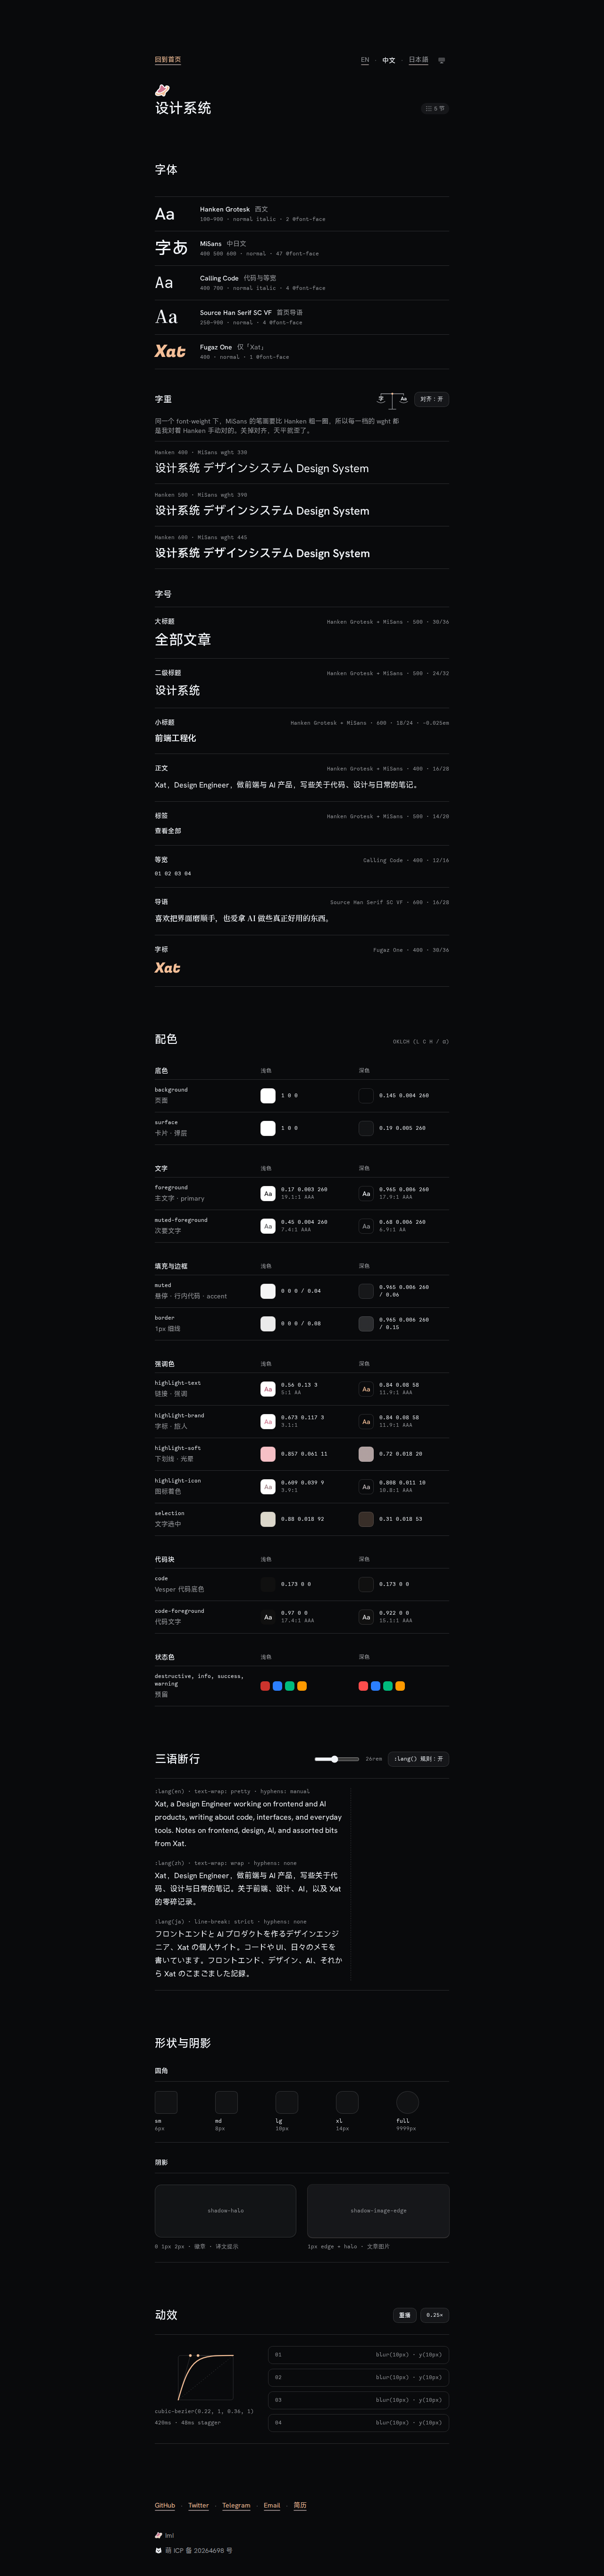 回到首页
EN · 中文 · 日本語
设计系统
5 节
字体
Aa
Hanken Grotesk 西文
100–900 · normal italic · 2 @font-face
字あ
MiSans 中日文
400 500 600 · normal · 47 @font-face
Aa
Calling Code 代码与等宽
400 700 · normal italic · 4 @font-face
Aa
Source Han Serif SC VF 首页导语
250–900 · normal · 4 @font-face
Xat
Fugaz One 仅「Xat」
400 · normal · 1 @font-face
字重
字 Aa
对齐：开
同一个 font-weight 下，MiSans 的笔画要比 Hanken 粗一圈，所以每一档的 wght 都
是我对着 Hanken 手动对的。关掉对齐，天平就歪了。
Hanken 400 · MiSans wght 330
设计系统 デザインシステム Design System
Hanken 500 · MiSans wght 390
设计系统 デザインシステム Design System
Hanken 600 · MiSans wght 445
设计系统 デザインシステム Design System
字号
大标题 Hanken Grotesk + MiSans · 500 · 30/36
全部文章
二级标题 Hanken Grotesk + MiSans · 500 · 24/32
设计系统
小标题 Hanken Grotesk + MiSans · 600 · 18/24 · -0.025em
前端工程化
正文 Hanken Grotesk + MiSans · 400 · 16/28
Xat，Design Engineer，做前端与 AI 产品，写些关于代码、设计与日常的笔记。
标签 Hanken Grotesk + MiSans · 500 · 14/20
查看全部
等宽 Calling Code · 400 · 12/16
01 02 03 04
导语 Source Han Serif SC VF · 600 · 16/28
喜欢把界面磨顺手，也爱拿 AI 做些真正好用的东西。
字标 Fugaz One · 400 · 30/36
Xat
配色 OKLCH (L C H / α)
底色 浅色 深色
background
页面
1 0 0
0.145 0.004 260
surface
卡片 · 弹层
1 0 0
0.19 0.005 260
文字 浅色 深色
foreground
主文字 · primary
Aa 0.17 0.003 260
19.1:1 AAA
Aa 0.965 0.006 260
17.9:1 AAA
muted-foreground
次要文字
Aa 0.45 0.004 260
7.4:1 AAA
Aa 0.68 0.006 260
6.9:1 AA
填充与边框 浅色 深色
muted
悬停 · 行内代码 · accent
0 0 0 / 0.04
0.965 0.006 260
/ 0.06
border
1px 细线
0 0 0 / 0.08
0.965 0.006 260
/ 0.15
强调色 浅色 深色
highlight-text
链接 · 强调
Aa 0.56 0.13 3
5:1 AA
Aa 0.84 0.08 58
11.9:1 AAA
highlight-brand
字标 · 皕人
Aa 0.673 0.117 3
3.1:1
Aa 0.84 0.08 58
11.9:1 AAA
highlight-soft
下划线 · 光晕
0.857 0.061 11
0.72 0.018 20
highlight-icon
图标着色
Aa 0.609 0.039 9
3.9:1
Aa 0.808 0.011 10
10.8:1 AAA
selection
文字选中
0.88 0.018 92
0.31 0.018 53
代码块 浅色 深色
code
Vesper 代码底色
0.173 0 0
0.173 0 0
code-foreground
代码文字
Aa 0.97 0 0
17.4:1 AAA
Aa 0.922 0 0
15.1:1 AAA
状态色 浅色 深色
destructive, info, success,
warning
预留
三语断行
26rem
:lang() 规则：开
:lang(en) · text-wrap: pretty · hyphens: manual
Xat, a Design Engineer working on frontend and AI
products, writing about code, interfaces, and everyday
tools. Notes on frontend, design, AI, and assorted bits
from Xat.
:lang(zh) · text-wrap: wrap · hyphens: none
Xat，Design Engineer，做前端与 AI 产品，写些关于代
码、设计与日常的笔记。关于前端、设计、AI，以及 Xat
的零碎记录。
:lang(ja) · line-break: strict · hyphens: none
フロントエンドと AI プロダクトを作るデザインエンジ
ニア、Xat の個人サイト。コードや UI、日々のメモを
書いています。フロントエンド、デザイン、AI、それか
ら Xat のこまごました記録。
形状与阴影
圆角
sm md lg xl full
6px 8px 10px 14px 9999px
阴影
shadow-halo
shadow-image-edge
0 1px 2px · 徽章 · 译文提示
1px edge + halo · 文章图片
动效
重播
0.25×
01 blur(10px) · y(10px)
02 blur(10px) · y(10px)
03 blur(10px) · y(10px)
04 blur(10px) · y(10px)
cubic-bezier(0.22, 1, 0.36, 1)
420ms · 48ms stagger
GitHub · Twitter · Telegram · Email · 简历
lml
萌 ICP 备 20264698 号